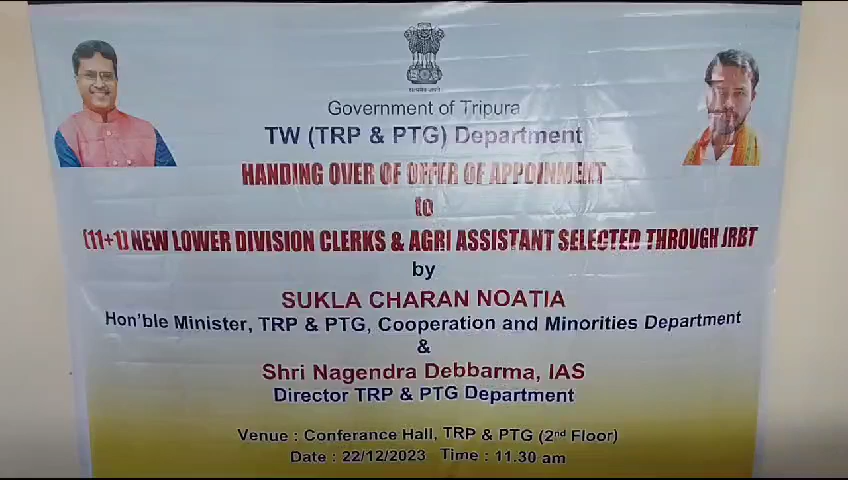 Government of Tripura
TW (TRP & PTG) Department
HANDING OVER OF OFFER OF APPOINMENT
to
(11+1) NEW LOWER DIVISION CLERKS & AGRI ASSISTANT SELECTED THROUGH JRBT
by
SUKLA CHARAN NOATIA
Hon'ble Minister, TRP & PTG, Cooperation and Minorities Department
&
Shri Nagendra Debbarma, IAS
Director TRP & PTG Department
Venue : Conferance Hall, TRP & PTG (2nd Floor)
Date : 22/12/2023 Time : 11.30 am